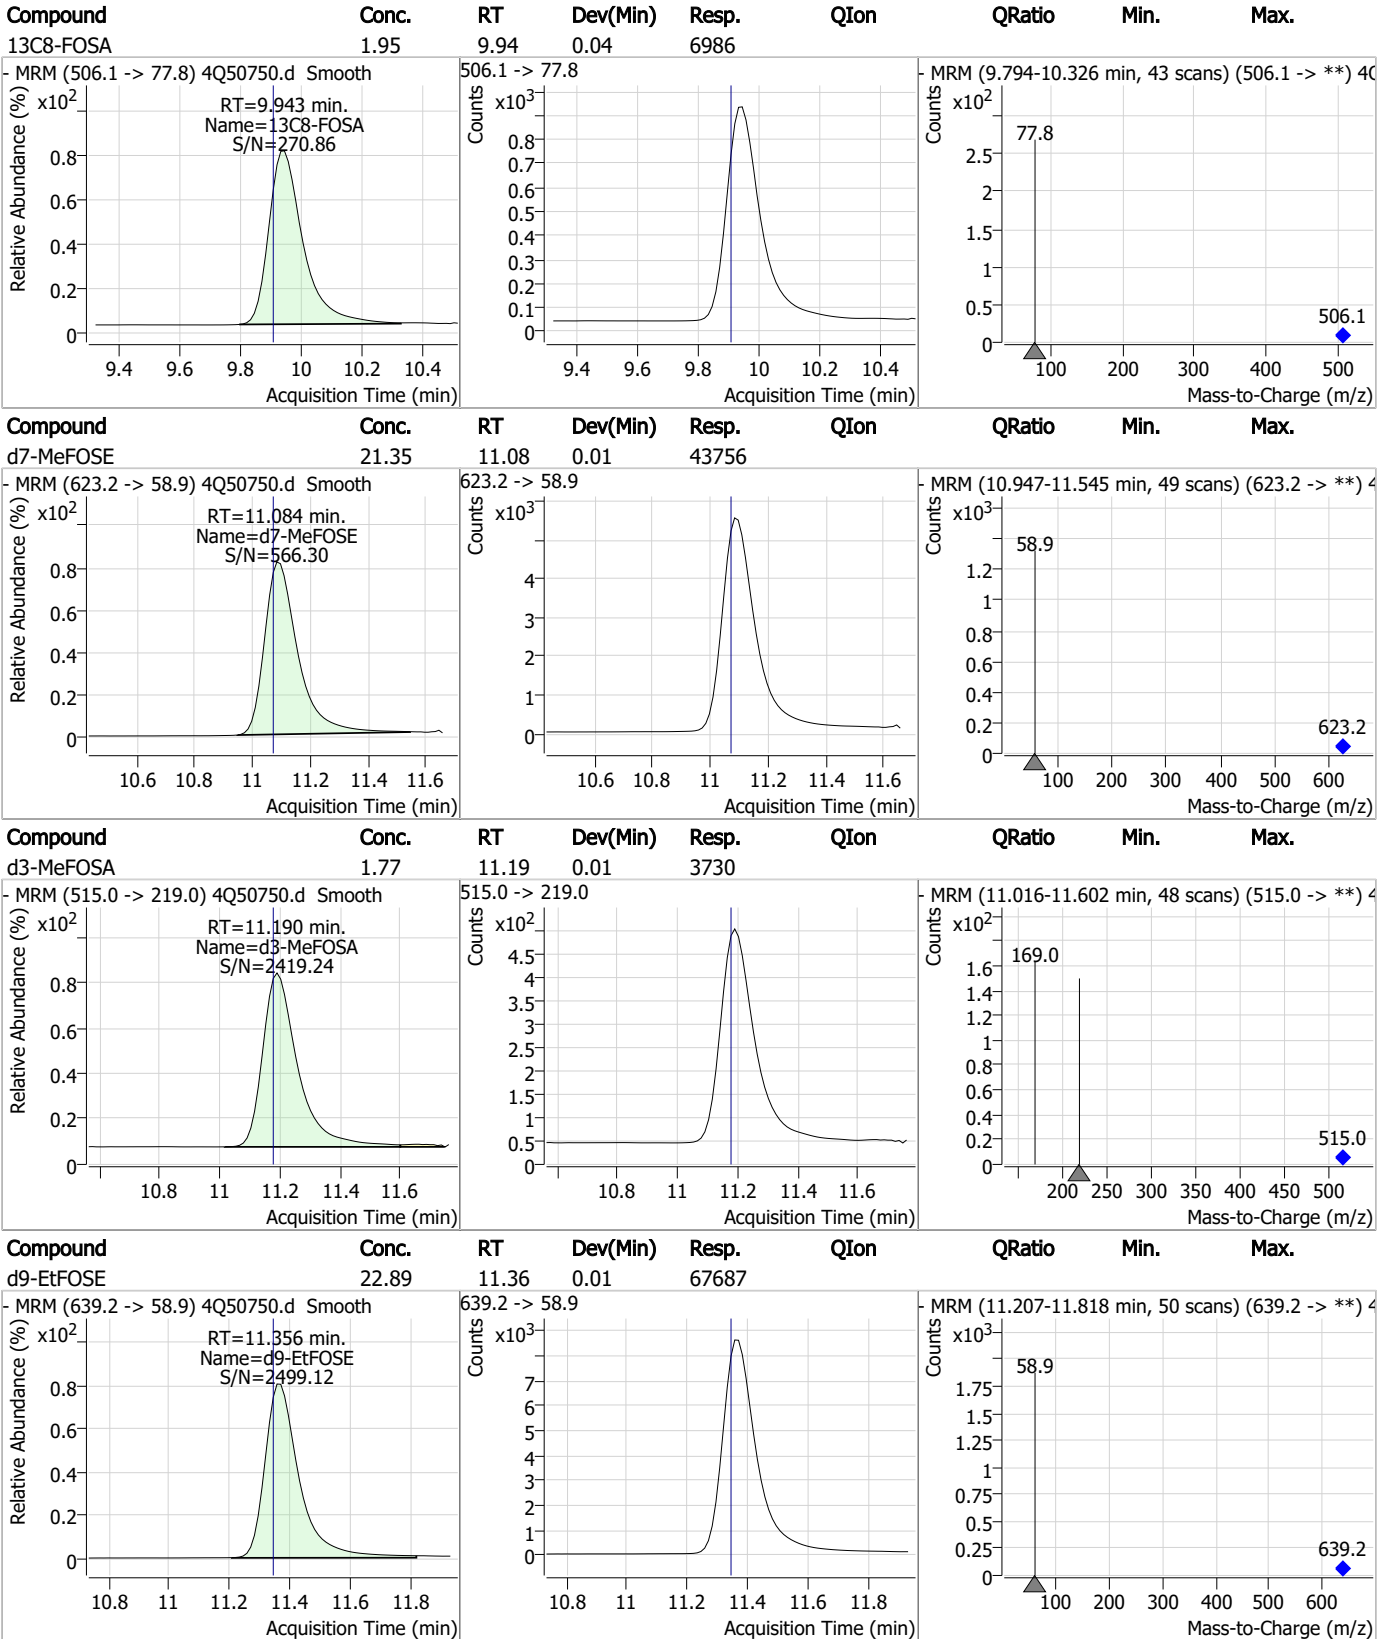 Compound Conc. RT Dev(Min) Resp. QIon QRatio Min. Max.
13C8-FOSA 1.95 9.94 0.04 6986
- MRM (506.1 -> 77.8) 4Q50750.d Smooth
Relative Abundance (%)
x10²
RT=9.943 min.
Name=13C8-FOSA
S/N=270.86
0.8
0.6
0.4
0.2
0
9.4 9.6 9.8 10 10.2 10.4
Acquisition Time (min)
506.1 -> 77.8
Counts
x10³
0.8
0.7
0.6
0.5
0.4
0.3
0.2
0.1
0
9.4 9.6 9.8 10 10.2 10.4
Acquisition Time (min)
- MRM (9.794-10.326 min, 43 scans) (506.1 -> **) 4Q
Counts
x10²
77.8
2.5
2
1.5
1
0.5
506.1
0
100 200 300 400 500
Mass-to-Charge (m/z)
Compound Conc. RT Dev(Min) Resp. QIon QRatio Min. Max.
d7-MeFOSE 21.35 11.08 0.01 43756
- MRM (623.2 -> 58.9) 4Q50750.d Smooth
Relative Abundance (%)
x10²
RT=11.084 min.
Name=d7-MeFOSE
S/N=566.30
0.8
0.6
0.4
0.2
0
10.6 10.8 11 11.2 11.4 11.6
Acquisition Time (min)
623.2 -> 58.9
Counts
x10³
4
3
2
1
0
10.6 10.8 11 11.2 11.4 11.6
Acquisition Time (min)
- MRM (10.947-11.545 min, 49 scans) (623.2 -> **) 4
Counts
x10³
58.9
1.2
1
0.8
0.6
0.4
0.2
623.2
0
100 200 300 400 500 600
Mass-to-Charge (m/z)
Compound Conc. RT Dev(Min) Resp. QIon QRatio Min. Max.
d3-MeFOSA 1.77 11.19 0.01 3730
- MRM (515.0 -> 219.0) 4Q50750.d Smooth
Relative Abundance (%)
x10²
RT=11.190 min.
Name=d3-MeFOSA
S/N=2419.24
0.8
0.6
0.4
0.2
0
10.8 11 11.2 11.4 11.6
Acquisition Time (min)
515.0 -> 219.0
Counts
x10²
4.5
4
3.5
3
2.5
2
1.5
1
0.5
0
10.8 11 11.2 11.4 11.6
Acquisition Time (min)
- MRM (11.016-11.602 min, 48 scans) (515.0 -> **) 4
Counts
x10²
169.0
1.6
1.4
1.2
1
0.8
0.6
0.4
0.2
515.0
0
200 250 300 350 400 450 500
Mass-to-Charge (m/z)
Compound Conc. RT Dev(Min) Resp. QIon QRatio Min. Max.
d9-EtFOSE 22.89 11.36 0.01 67687
- MRM (639.2 -> 58.9) 4Q50750.d Smooth
Relative Abundance (%)
x10²
RT=11.356 min.
Name=d9-EtFOSE
S/N=2499.12
0.8
0.6
0.4
0.2
0
10.8 11 11.2 11.4 11.6 11.8
Acquisition Time (min)
639.2 -> 58.9
Counts
x10³
7
6
5
4
3
2
1
0
10.8 11 11.2 11.4 11.6 11.8
Acquisition Time (min)
- MRM (11.207-11.818 min, 50 scans) (639.2 -> **) 4
Counts
x10³
58.9
1.75
1.5
1.25
1
0.75
0.5
0.25
639.2
0
100 200 300 400 500 600
Mass-to-Charge (m/z)